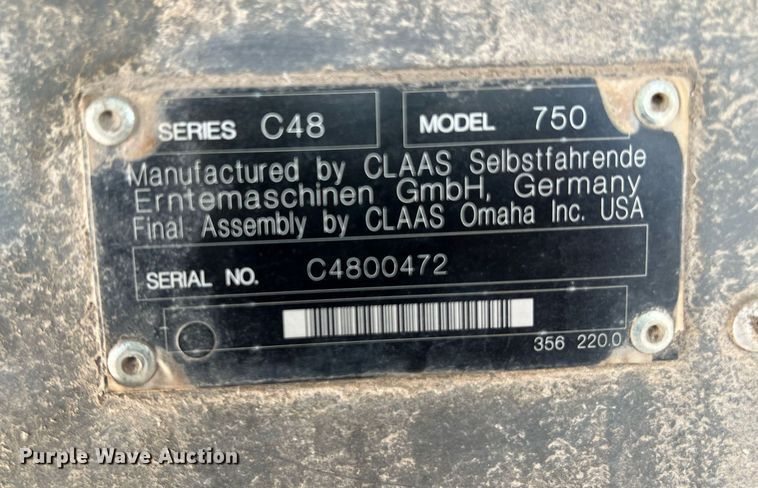 SERIES C48 MODEL 750
Manufactured by CLAAS Selbstfahrende
Erntemaschinen GmbH, Germany
Final Assembly by CLAAS Omaha Inc. USA
SERIAL NO. C4800472
356 220.0
Purple Wave Auction